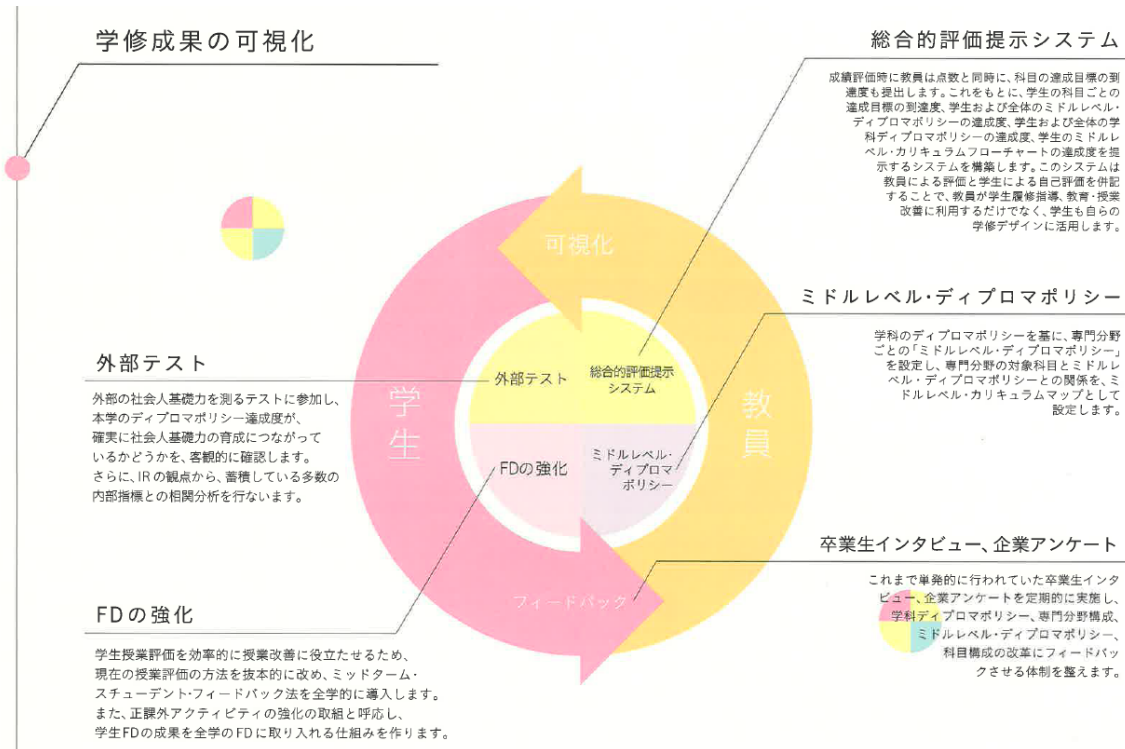 学修成果の可視化
総合的評価提示システム
成績評価時に教員は点数と同時に、科目の達成目標の到
達度も提出します。これをもとに、学生の科目ごとの
達成目標の到達度、学生および全体のミドルレベル・
ディプロマポリシーの達成度、学生および全体の学
科ディプロマポリシーの達成度、学生のミドルレ
ベル・カリキュラムフローチャートの達成度を提
示するシステムを構築します。このシステムは
教員による評価と学生による自己評価を併記
することで、教員が学生履修指導、教育・授業
改善に利用するだけでなく、学生も自らの
学修デザインに活用します。
可視化
ミドルレベル・ディプロマポリシー
学科のディプロマポリシーを基に、専門分野
ごとの「ミドルレベル・ディプロマポリシー」
を設定し、専門分野の対象科目とミドルレ
ベル・ディプロマポリシーとの関係を、ミ
ドルレベル・カリキュラムマップとして
設定します。
外部テスト
外部の社会人基礎力を測るテストに参加し、
本学のディプロマポリシー達成度が、
確実に社会人基礎力の育成につながって
いるかどうかを、客観的に確認します。
さらに、IRの観点から、蓄積している多数の
内部指標との相関分析を行ないます。
学生
外部テスト
総合的評価提示
システム
教員
FDの強化
ミドルレベル・
ディプロマ
ポリシー
卒業生インタビュー、企業アンケート
これまで単発的に行われていた卒業生インタ
ビュー、企業アンケートを定期的に実施し、
学科ディプロマポリシー、専門分野構成、
ミドルレベル・ディプロマポリシー、
科目構成の改革にフィードバッ
クさせる体制を整えます。
フィードバック
FDの強化
学生授業評価を効率的に授業改善に役立たせるため、
現在の授業評価の方法を抜本的に改め、ミッドターム・
スチューデント・フィードバック法を全学的に導入します。
また、正課外アクティビティの強化の取組と呼応し、
学生FDの成果を全学のFDに取り入れる仕組みを作ります。